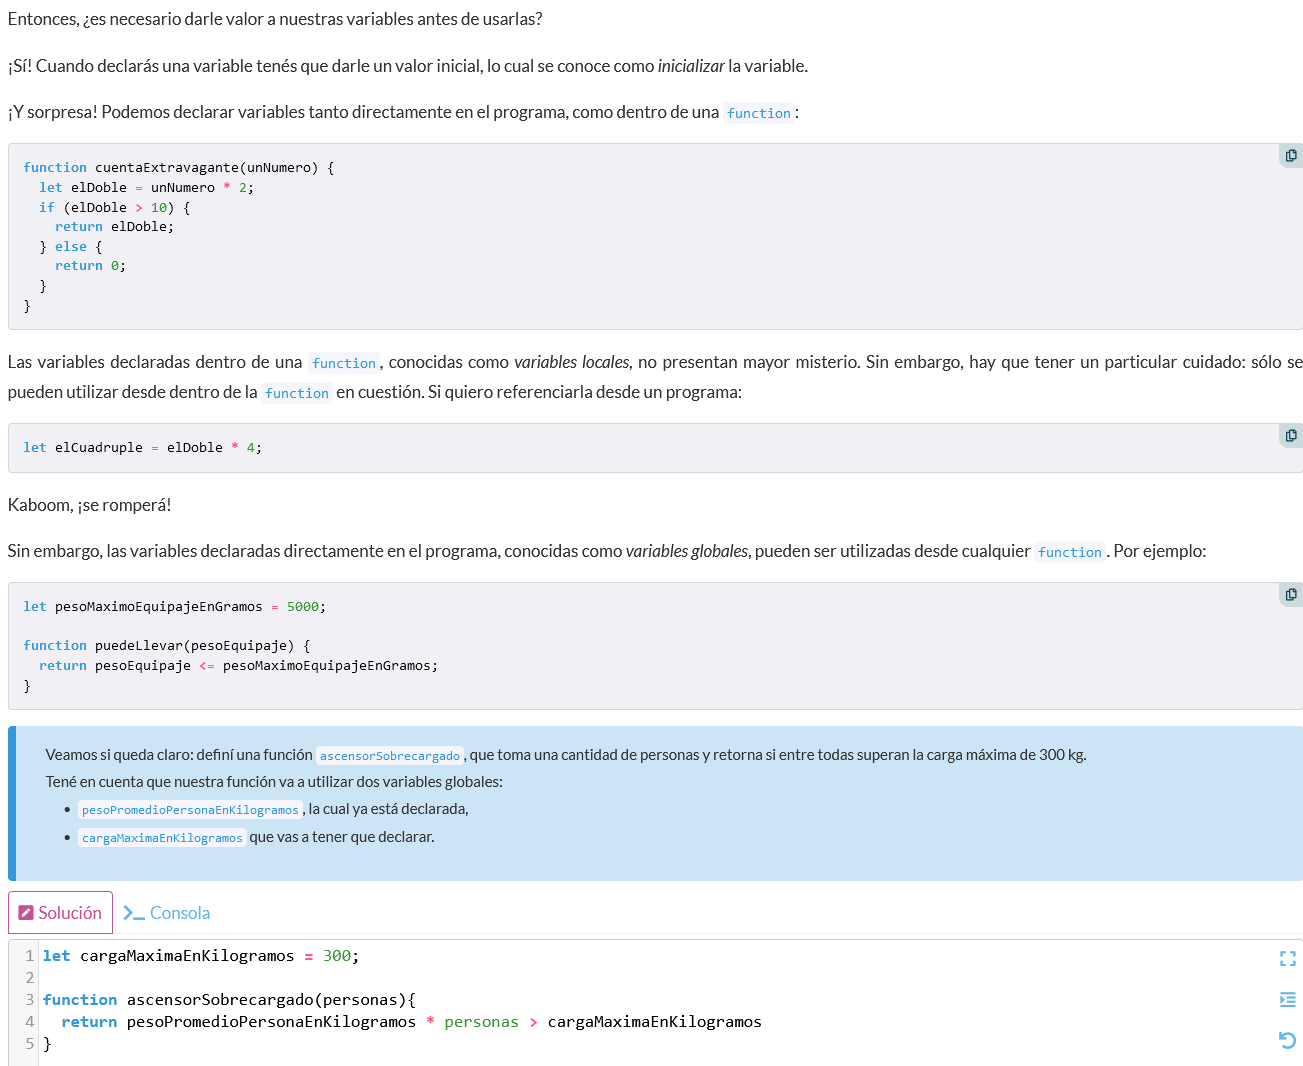 Entonces, ¿es necesario darle valor a nuestras variables antes de usarlas?
¡Sí! Cuando declarás una variable tenés que darle un valor inicial, lo cual se conoce como inicializar la variable.
¡Y sorpresa! Podemos declarar variables tanto directamente en el programa, como dentro de una function:
function cuentaExtravagante(unNumero) {
  let elDoble = unNumero * 2;
  if (elDoble > 10) {
    return elDoble;
  } else {
    return 0;
  }
}
Las variables declaradas dentro de una function, conocidas como variables locales, no presentan mayor misterio. Sin embargo, hay que tener un particular cuidado: sólo se
pueden utilizar desde dentro de la function en cuestión. Si quiero referenciarla desde un programa:
let elCuadruple = elDoble * 4;
Kaboom, ¡se romperá!
Sin embargo, las variables declaradas directamente en el programa, conocidas como variables globales, pueden ser utilizadas desde cualquier function. Por ejemplo:
let pesoMaximoEquipajeEnGramos = 5000;
function puedeLlevar(pesoEquipaje) {
  return pesoEquipaje <= pesoMaximoEquipajeEnGramos;
}
Veamos si queda claro: definí una función ascensorSobrecargado, que toma una cantidad de personas y retorna si entre todas superan la carga máxima de 300 kg.
Tené en cuenta que nuestra función va a utilizar dos variables globales:
• pesoPromedioPersonaEnKilogramos, la cual ya está declarada,
• cargaMaximaEnKilogramos que vas a tener que declarar.
Solución >_ Consola
1 let cargaMaximaEnKilogramos = 300;
2
3 function ascensorSobrecargado(personas){
4   return pesoPromedioPersonaEnKilogramos * personas > cargaMaximaEnKilogramos
5 }